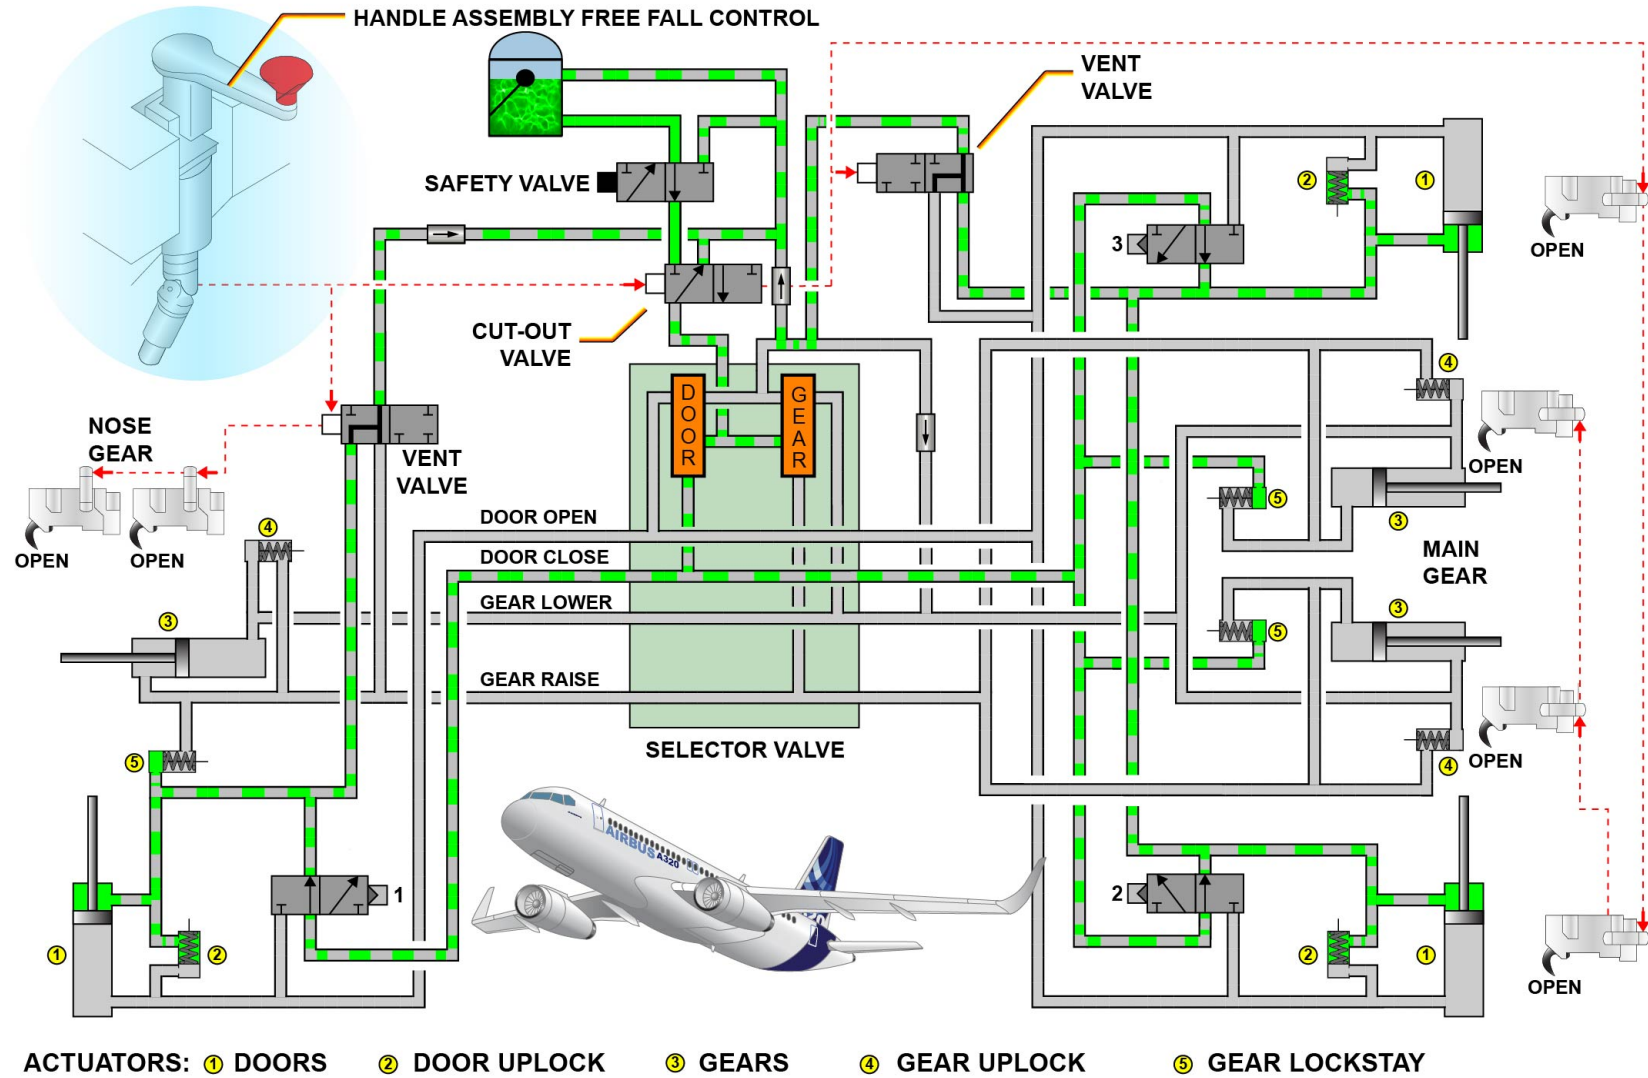 HANDLE ASSEMBLY FREE FALL CONTROL
VENT
VALVE
SAFETY VALVE
2
1
OPEN
3
CUT-OUT
VALVE
4
DOOR
GEAR
NOSE
GEAR
VENT
VALVE
OPEN
5
DOOR OPEN
3
4
OPEN
OPEN
DOOR CLOSE
MAIN
GEAR
GEAR LOWER
3
3
5
GEAR RAISE
SELECTOR VALVE
5
4
OPEN
AIRBUS A320
1
2
1
2
2
1
OPEN
ACTUATORS: 1 DOORS 2 DOOR UPLOCK 3 GEARS 4 GEAR UPLOCK 5 GEAR LOCKSTAY